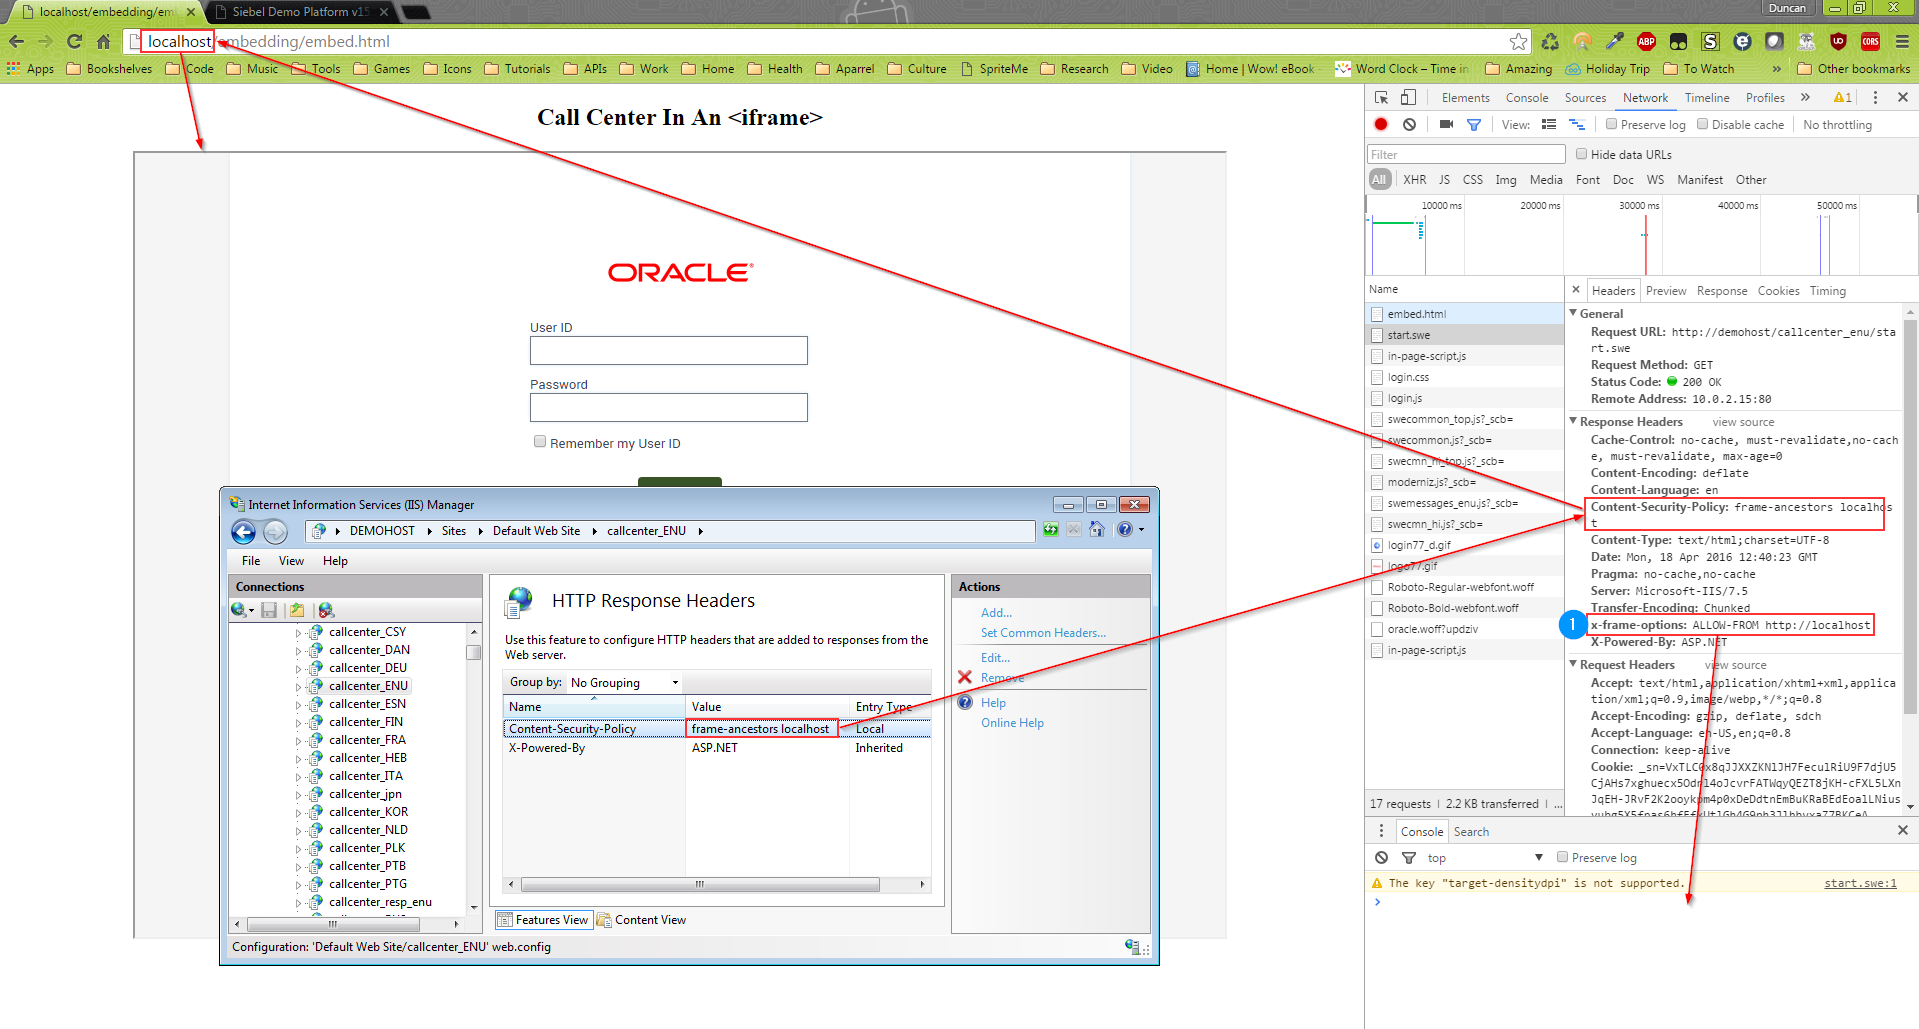 localhost/embedding/em
Siebel Demo Platform v15
Duncan
localhost/embedding/embed.html
Apps
Bookshelves
Code
Music
Tools
Games
Icons
Tutorials
APIs
Work
Home
Health
Aparrel
Culture
SpriteMe
Research
Video
Home | Wow! eBook
Word Clock – Time in
Amazing
Holiday Trip
To Watch
»
Other bookmarks
Call Center In An <iframe>
ORACLE
User ID
Password
Remember my User ID
Internet Information Services (IIS) Manager
DEMOHOST
Sites
Default Web Site
callcenter_ENU
File View Help
Connections
callcenter_CSY
callcenter_DAN
callcenter_DEU
callcenter_ENU
callcenter_ESN
callcenter_FIN
callcenter_FRA
callcenter_HEB
callcenter_ITA
callcenter_jpn
callcenter_KOR
callcenter_NLD
callcenter_PLK
callcenter_PTB
callcenter_PTG
callcenter_resp_enu
HTTP Response Headers
Use this feature to configure HTTP headers that are added to responses from the
Web server.
Group by: No Grouping
Name Value Entry Type
Content-Security-Policy frame-ancestors localhost Local
X-Powered-By ASP.NET Inherited
Features View Content View
Actions
Add...
Set Common Headers...
Edit...
Remove
Help
Online Help
Configuration: 'Default Web Site/callcenter_ENU' web.config
Elements Console Sources Network Timeline Profiles » 1
View: Preserve log Disable cache No throttling
Filter Hide data URLs
All XHR JS CSS Img Media Font Doc WS Manifest Other
10000 ms 20000 ms 30000 ms 40000 ms 50000 ms
Name
embed.html
start.swe
in-page-script.js
login.css
login.js
swecommon_top.js?_scb=
swecommon.js?_scb=
swecmn_hi_top.js?_scb=
moderniz.js?_scb=
swemessages_enu.js?_scb=
swecmn_hi.js?_scb=
login77_d.gif
logo77.gif
Roboto-Regular-webfont.woff
Roboto-Bold-webfont.woff
oracle.woff?updziv
in-page-script.js
17 requests | 2.2 KB transferred | ...
Headers Preview Response Cookies Timing
General
Request URL: http://demohost/callcenter_enu/sta
rt.swe
Request Method: GET
Status Code: 200 OK
Remote Address: 10.0.2.15:80
Response Headers view source
Cache-Control: no-cache, must-revalidate,no-cach
e, must-revalidate, max-age=0
Content-Encoding: deflate
Content-Language: en
Content-Security-Policy: frame-ancestors localhos
t
Content-Type: text/html;charset=UTF-8
Date: Mon, 18 Apr 2016 12:40:23 GMT
Pragma: no-cache,no-cache
Server: Microsoft-IIS/7.5
Transfer-Encoding: Chunked
1 x-frame-options: ALLOW-FROM http://localhost
X-Powered-By: ASP.NET
Request Headers view source
Accept: text/html,application/xhtml+xml,applica
tion/xml;q=0.9,image/webp,*/*;q=0.8
Accept-Encoding: gzip, deflate, sdch
Accept-Language: en-US,en;q=0.8
Connection: keep-alive
Console Search
top Preserve log
The key "target-densitydpi" is not supported. start.swe:1